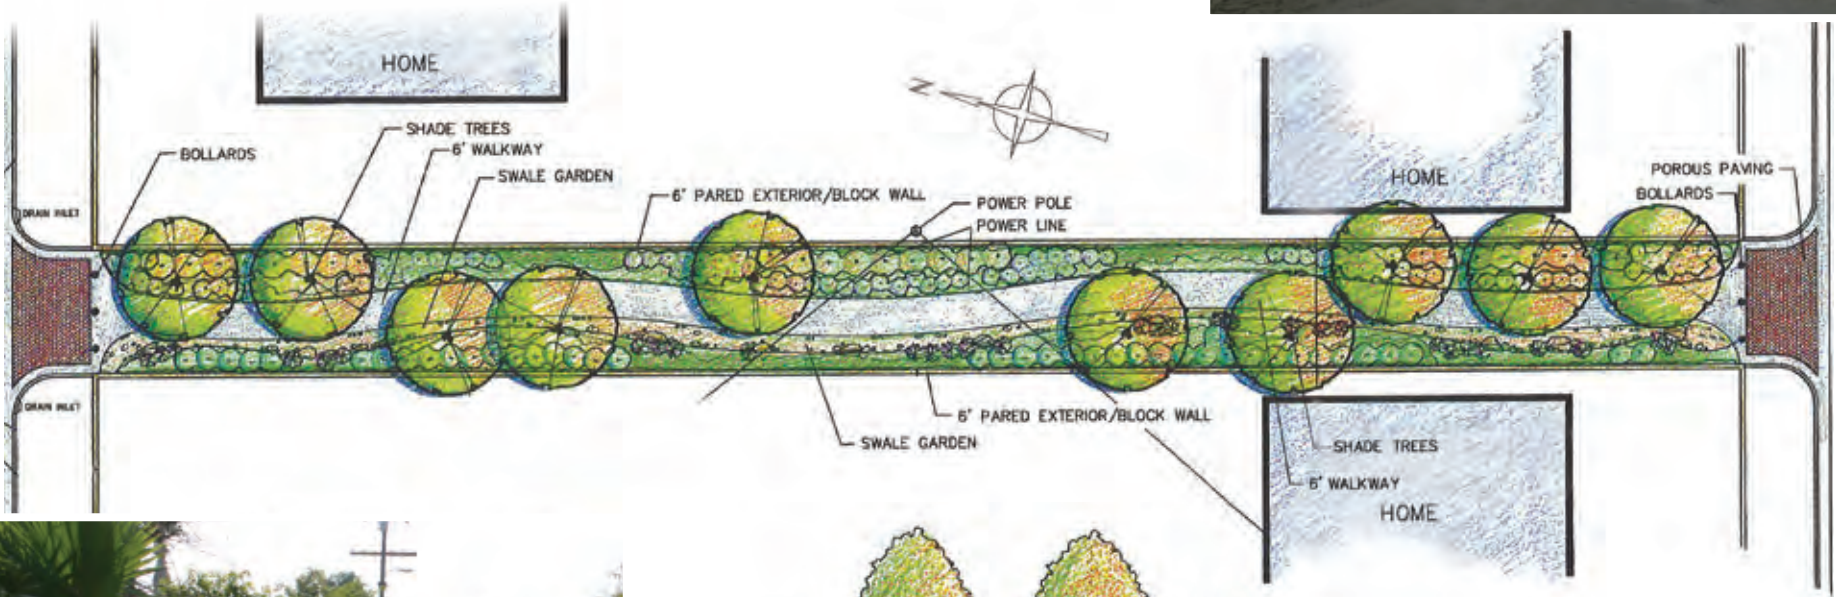 HOME
N
SHADE TREES
6' WALKWAY
BOLLARDS
SWALE GARDEN
6' PARED EXTERIOR/BLOCK WALL
POWER POLE
POWER LINE
HOME
POROUS PAVING
BOLLARDS
DRAIN INLET
DRAIN INLET
6' PARED EXTERIOR/BLOCK WALL
SWALE GARDEN
SHADE TREES
6' WALKWAY
HOME